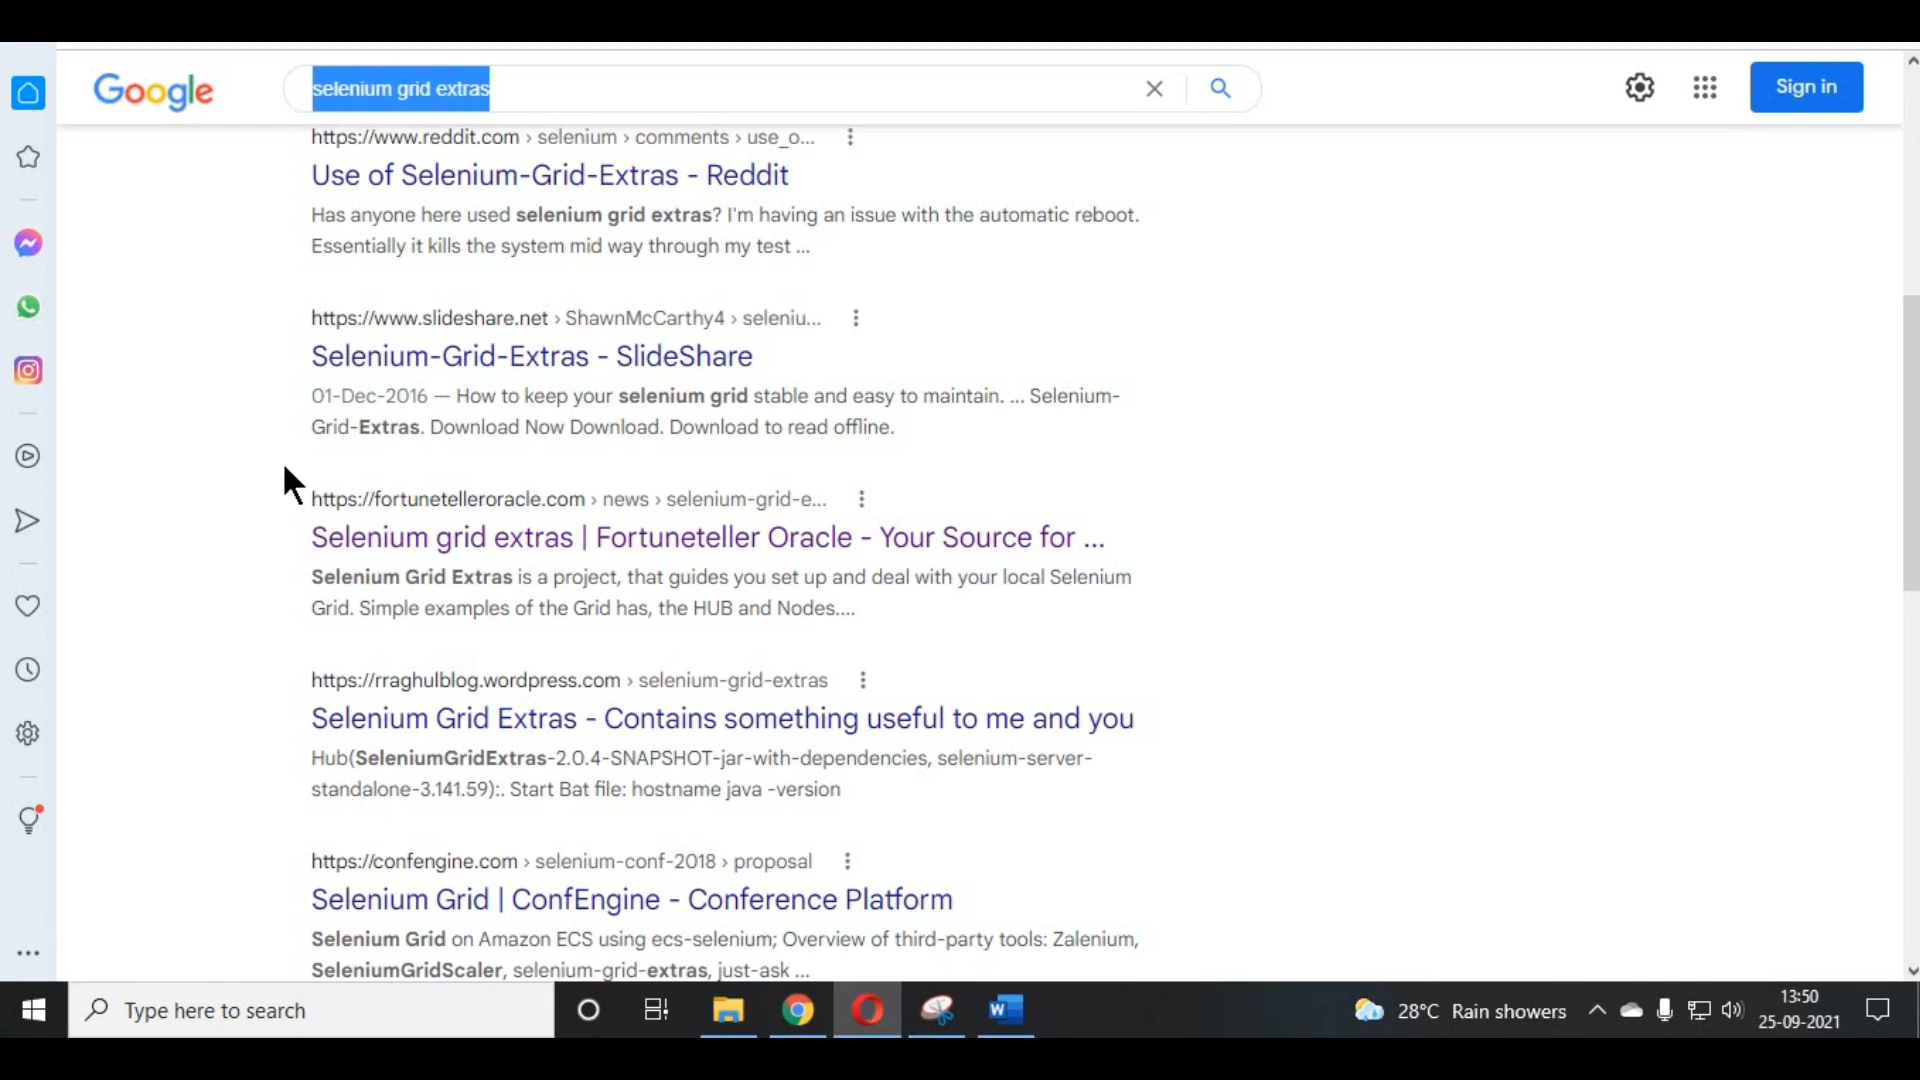 Google
selenium grid extras
Sign in
https://www.reddit.com › selenium › comments › use_o...
Use of Selenium-Grid-Extras - Reddit
Has anyone here used selenium grid extras? I'm having an issue with the automatic reboot.
Essentially it kills the system mid way through my test ...
https://www.slideshare.net › ShawnMcCarthy4 › seleniu...
Selenium-Grid-Extras - SlideShare
01-Dec-2016 — How to keep your selenium grid stable and easy to maintain. ... Selenium-
Grid-Extras. Download Now Download. Download to read offline.
https://fortunetelleroracle.com › news › selenium-grid-e...
Selenium grid extras | Fortuneteller Oracle - Your Source for ...
Selenium Grid Extras is a project, that guides you set up and deal with your local Selenium
Grid. Simple examples of the Grid has, the HUB and Nodes....
https://rraghulblog.wordpress.com › selenium-grid-extras
Selenium Grid Extras - Contains something useful to me and you
Hub(SeleniumGridExtras-2.0.4-SNAPSHOT-jar-with-dependencies, selenium-server-
standalone-3.141.59):. Start Bat file: hostname java -version
https://confengine.com › selenium-conf-2018 › proposal
Selenium Grid | ConfEngine - Conference Platform
Selenium Grid on Amazon ECS using ecs-selenium; Overview of third-party tools: Zalenium,
SeleniumGridScaler, selenium-grid-extras, just-ask ...
Type here to search
W
28°C Rain showers
13:50
25-09-2021